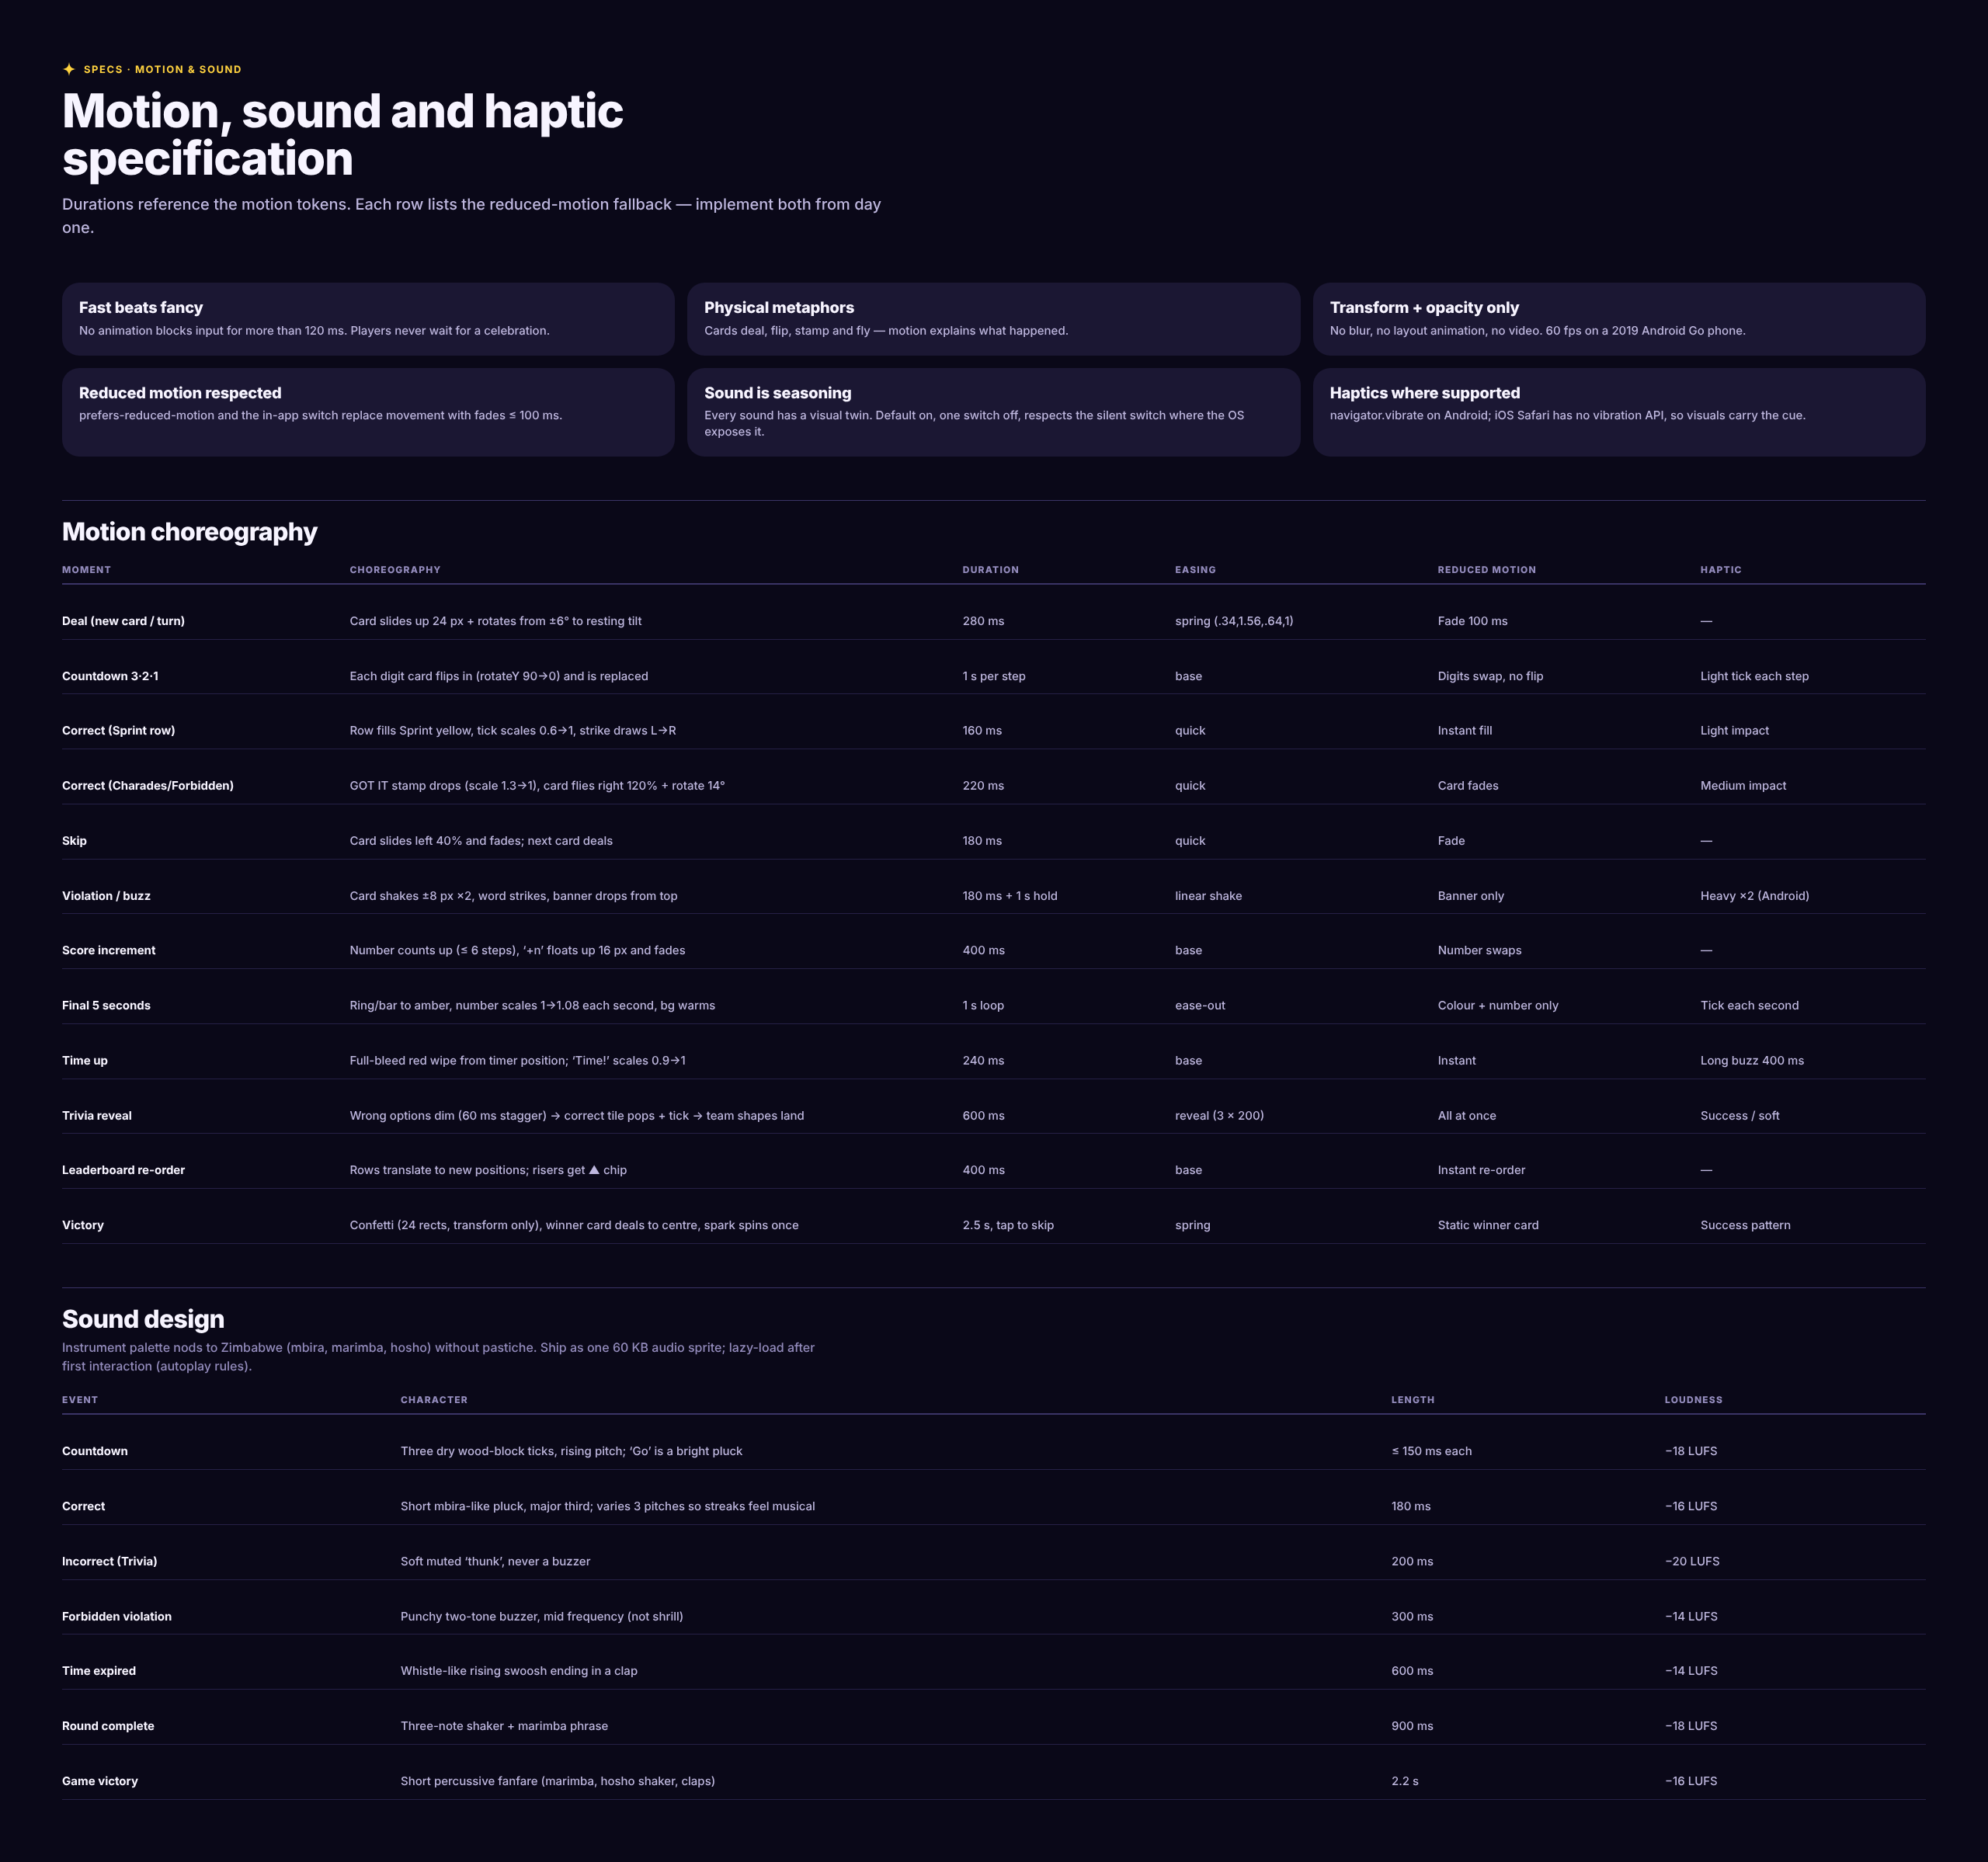 SPECS · MOTION & SOUND
Motion, sound and haptic
specification
Durations reference the motion tokens. Each row lists the reduced-motion fallback — implement both from day
one.
Fast beats fancy
No animation blocks input for more than 120 ms. Players never wait for a celebration.
Physical metaphors
Cards deal, flip, stamp and fly — motion explains what happened.
Transform + opacity only
No blur, no layout animation, no video. 60 fps on a 2019 Android Go phone.
Reduced motion respected
prefers-reduced-motion and the in-app switch replace movement with fades ≤ 100 ms.
Sound is seasoning
Every sound has a visual twin. Default on, one switch off, respects the silent switch where the OS
exposes it.
Haptics where supported
navigator.vibrate on Android; iOS Safari has no vibration API, so visuals carry the cue.
Motion choreography
MOMENT CHOREOGRAPHY DURATION EASING REDUCED MOTION HAPTIC
Deal (new card / turn) Card slides up 24 px + rotates from ±6° to resting tilt 280 ms spring (.34,1.56,.64,1) Fade 100 ms —
Countdown 3·2·1 Each digit card flips in (rotateY 90→0) and is replaced 1 s per step base Digits swap, no flip Light tick each step
Correct (Sprint row) Row fills Sprint yellow, tick scales 0.6→1, strike draws L→R 160 ms quick Instant fill Light impact
Correct (Charades/Forbidden) GOT IT stamp drops (scale 1.3→1), card flies right 120% + rotate 14° 220 ms quick Card fades Medium impact
Skip Card slides left 40% and fades; next card deals 180 ms quick Fade —
Violation / buzz Card shakes ±8 px ×2, word strikes, banner drops from top 180 ms + 1 s hold linear shake Banner only Heavy ×2 (Android)
Score increment Number counts up (≤ 6 steps), ‘+n’ floats up 16 px and fades 400 ms base Number swaps —
Final 5 seconds Ring/bar to amber, number scales 1→1.08 each second, bg warms 1 s loop ease-out Colour + number only Tick each second
Time up Full-bleed red wipe from timer position; ‘Time!’ scales 0.9→1 240 ms base Instant Long buzz 400 ms
Trivia reveal Wrong options dim (60 ms stagger) → correct tile pops + tick → team shapes land 600 ms reveal (3 × 200) All at once Success / soft
Leaderboard re-order Rows translate to new positions; risers get ▲ chip 400 ms base Instant re-order —
Victory Confetti (24 rects, transform only), winner card deals to centre, spark spins once 2.5 s, tap to skip spring Static winner card Success pattern
Sound design
Instrument palette nods to Zimbabwe (mbira, marimba, hosho) without pastiche. Ship as one 60 KB audio sprite; lazy-load after
first interaction (autoplay rules).
EVENT CHARACTER LENGTH LOUDNESS
Countdown Three dry wood-block ticks, rising pitch; ‘Go’ is a bright pluck ≤ 150 ms each −18 LUFS
Correct Short mbira-like pluck, major third; varies 3 pitches so streaks feel musical 180 ms −16 LUFS
Incorrect (Trivia) Soft muted ‘thunk’, never a buzzer 200 ms −20 LUFS
Forbidden violation Punchy two-tone buzzer, mid frequency (not shrill) 300 ms −14 LUFS
Time expired Whistle-like rising swoosh ending in a clap 600 ms −14 LUFS
Round complete Three-note shaker + marimba phrase 900 ms −18 LUFS
Game victory Short percussive fanfare (marimba, hosho shaker, claps) 2.2 s −16 LUFS